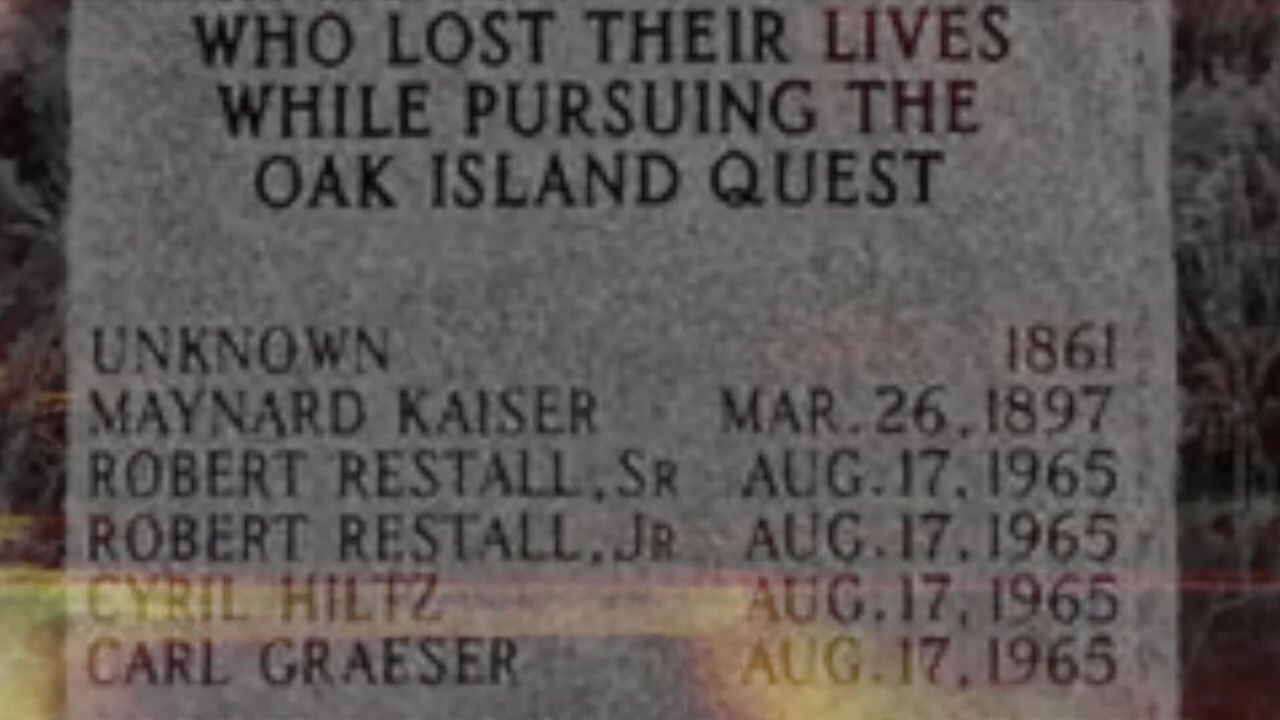 WHO LOST THEIR LIVES
WHILE PURSUING THE
OAK ISLAND QUEST
UNKNOWN 1861
MAYNARD KAISER MAR. 26, 1897
ROBERT RESTALL, SR AUG. 17, 1965
ROBERT RESTALL, JR AUG. 17, 1965
CYRIL HILTZ AUG. 17, 1965
CARL GRAESER AUG. 17, 1965